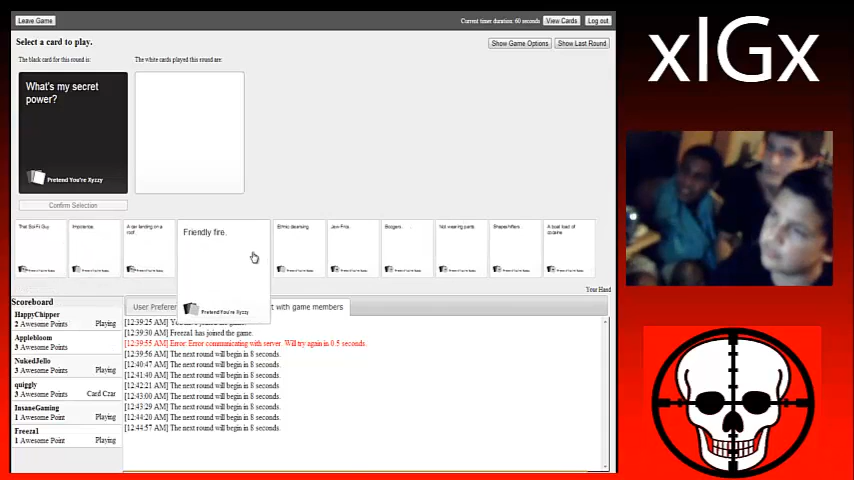 Leave Game
Current timer duration: 60 seconds
View Cards
Log out
xIGx
Select a card to play.
Show Game Options
Show Last Round
The black card for this round is:
The white cards played this round are:
What's my secret
power?
Pretend You're Xyzzy
Confirm Selection
That Sci-Fi Guy
Impotence.
A car landing on a
roof.
Friendly fire.
Ethnic cleansing.
Jew-Fros.
Boogers.
Not wearing pants.
Shapeshifters.
A boat load of
cocaine.
Pretend You're Xyzzy
Your Hand
Scoreboard
HappyChipper
2 Awesome Points Playing
Applebloom
3 Awesome Points
NukedJello
3 Awesome Points Playing
quiggly
3 Awesome Points Card Czar
InsaneGaming
1 Awesome Point Playing
Freeza1
1 Awesome Point Playing
User Preferen
t with game members
[12:39:30 AM] Freeza1 has joined the game.
[12:39:55 AM] Error: Error communicating with server. Will try again in 0.5 seconds.
[12:39:56 AM] The next round will begin in 8 seconds.
[12:40:47 AM] The next round will begin in 8 seconds.
[12:41:40 AM] The next round will begin in 8 seconds.
[12:42:21 AM] The next round will begin in 8 seconds.
[12:43:00 AM] The next round will begin in 8 seconds.
[12:43:29 AM] The next round will begin in 8 seconds.
[12:44:20 AM] The next round will begin in 8 seconds.
[12:44:57 AM] The next round will begin in 8 seconds.